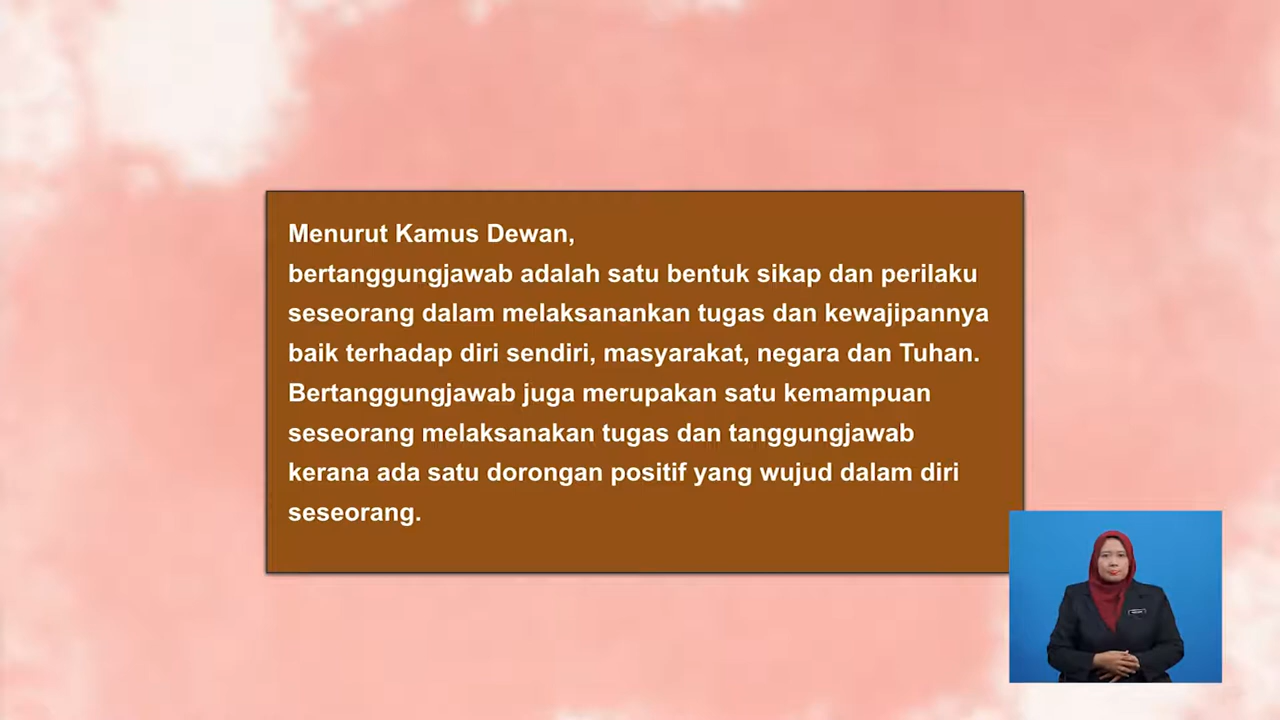 Menurut Kamus Dewan,
bertanggungjawab adalah satu bentuk sikap dan perilaku
seseorang dalam melaksanankan tugas dan kewajipannya
baik terhadap diri sendiri, masyarakat, negara dan Tuhan.
Bertanggungjawab juga merupakan satu kemampuan
seseorang melaksanakan tugas dan tanggungjawab
kerana ada satu dorongan positif yang wujud dalam diri
seseorang.